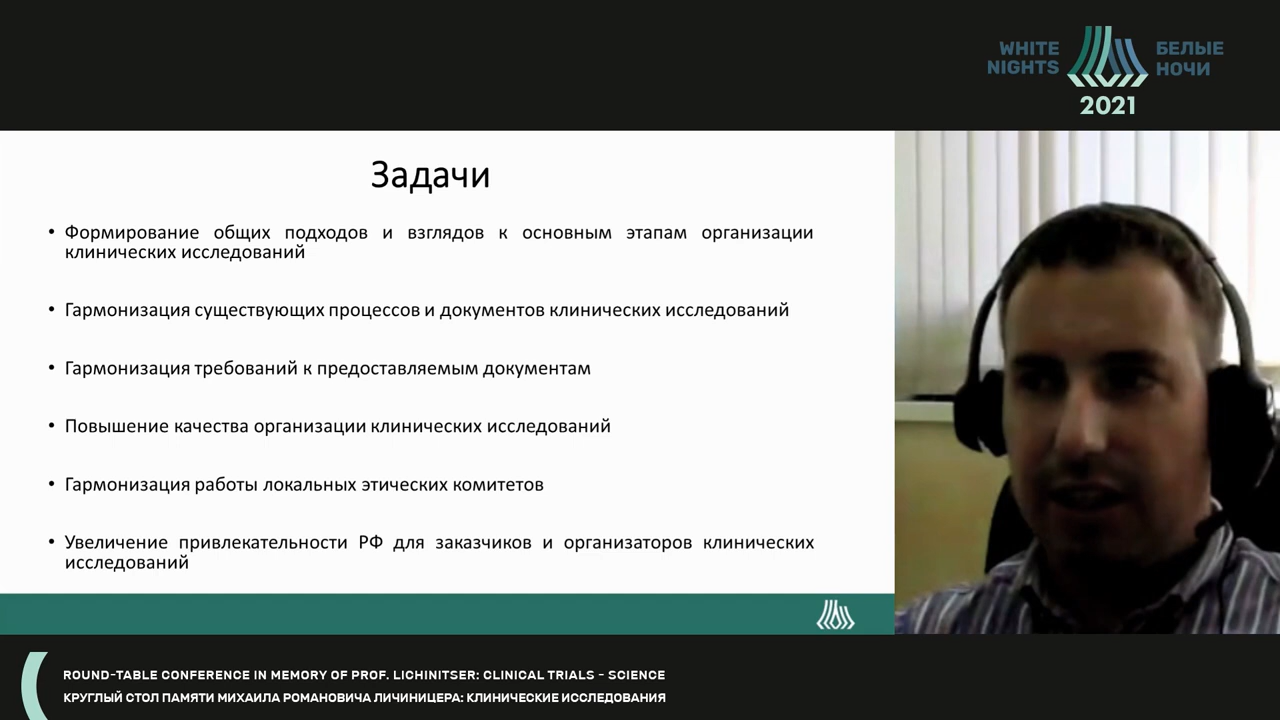 WHITE NIGHTS
БЕЛЫЕ НОЧИ
2021
Задачи
• Формирование общих подходов и взглядов к основным этапам организации
клинических исследований
• Гармонизация существующих процессов и документов клинических исследований
• Гармонизация требований к предоставляемым документам
• Повышение качества организации клинических исследований
• Гармонизация работы локальных этических комитетов
• Увеличение привлекательности РФ для заказчиков и организаторов клинических
исследований
ROUND-TABLE CONFERENCE IN MEMORY OF PROF. LICHINITSER: CLINICAL TRIALS - SCIENCE
КРУГЛЫЙ СТОЛ ПАМЯТИ МИХАИЛА РОМАНОВИЧА ЛИЧИНИЦЕРА: КЛИНИЧЕСКИЕ ИССЛЕДОВАНИЯ